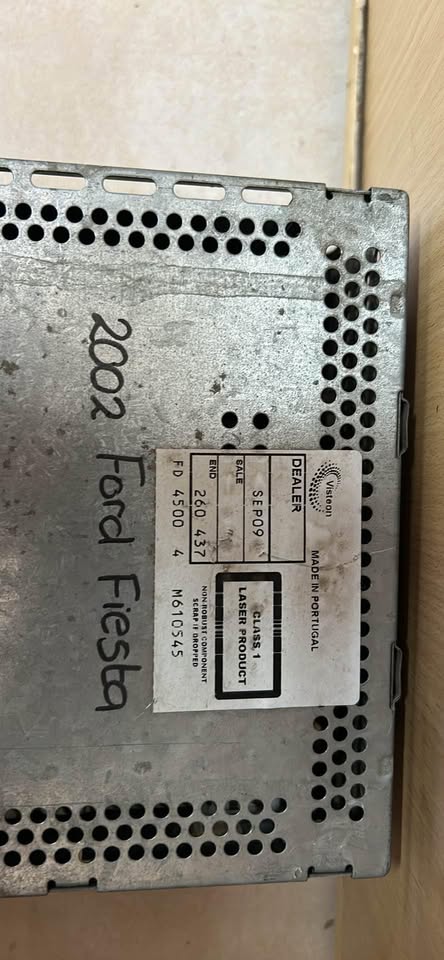 Visteon
MADE IN PORTUGAL
DEALER
SALE
SEP09
END
260 437
FD 4500 4
M610545
CLASS 1
LASER PRODUCT
NON-ROBUST COMPONENT
SCRAP IF DROPPED
2002 Ford Fiesta